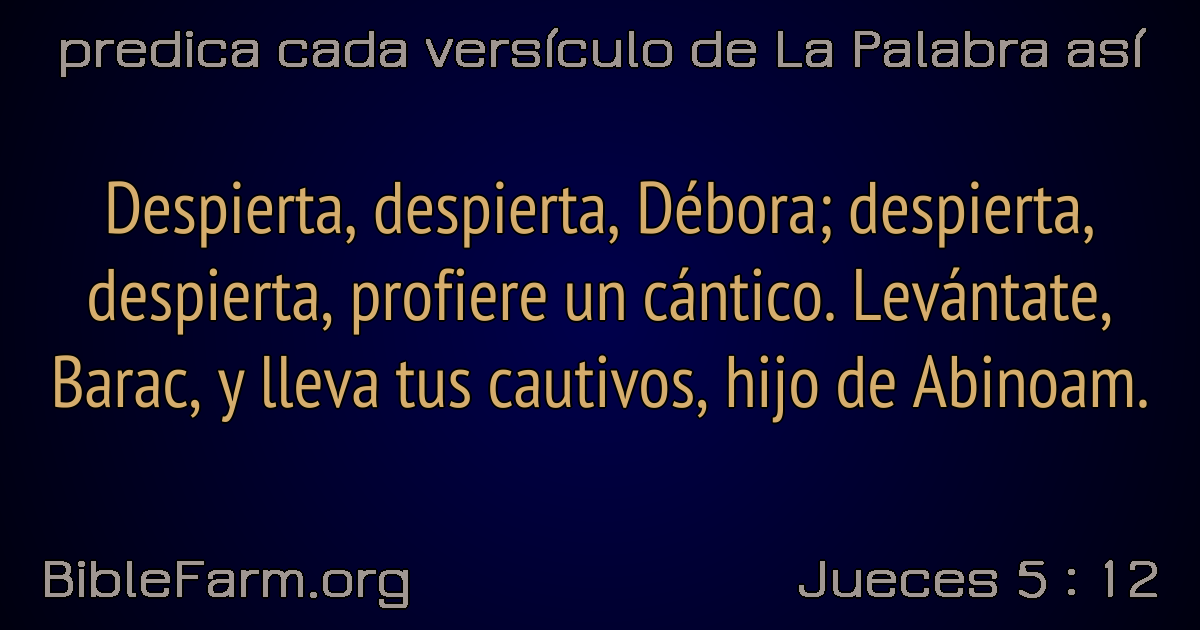 predica cada versículo de La Palabra así
Despierta, despierta, Débora; despierta,
despierta, profiere un cántico. Levántate,
Barac, y lleva tus cautivos, hijo de Abinoam.
BibleFarm.org
Jueces 5 : 12